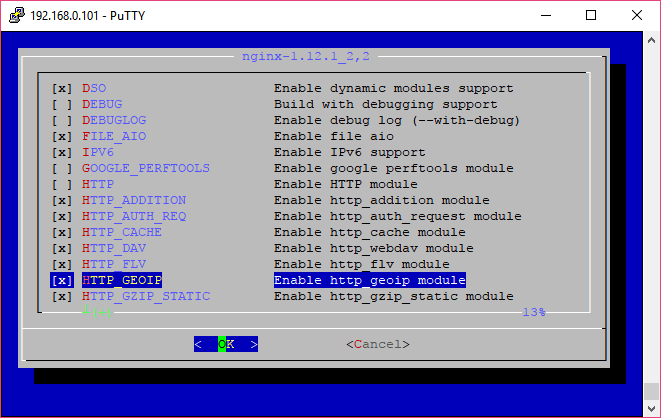 192.168.0.101 - PuTTY
nginx-1.12.1_2,2
[x] DSO Enable dynamic modules support
[ ] DEBUG Build with debugging support
[ ] DEBUGLOG Enable debug log (--with-debug)
[x] FILE_AIO Enable file aio
[x] IPV6 Enable IPv6 support
[ ] GOOGLE_PERFTOOLS Enable google perftools module
[ ] HTTP Enable HTTP module
[x] HTTP_ADDITION Enable http_addition module
[x] HTTP_AUTH_REQ Enable http_auth_request module
[x] HTTP_CACHE Enable http_cache module
[x] HTTP_DAV Enable http_webdav module
[x] HTTP_FLV Enable http_flv module
[x] HTTP_GEOIP Enable http_geoip module
[x] HTTP_GZIP_STATIC Enable http_gzip_static module
┴(+) 13%
< OK > <Cancel>